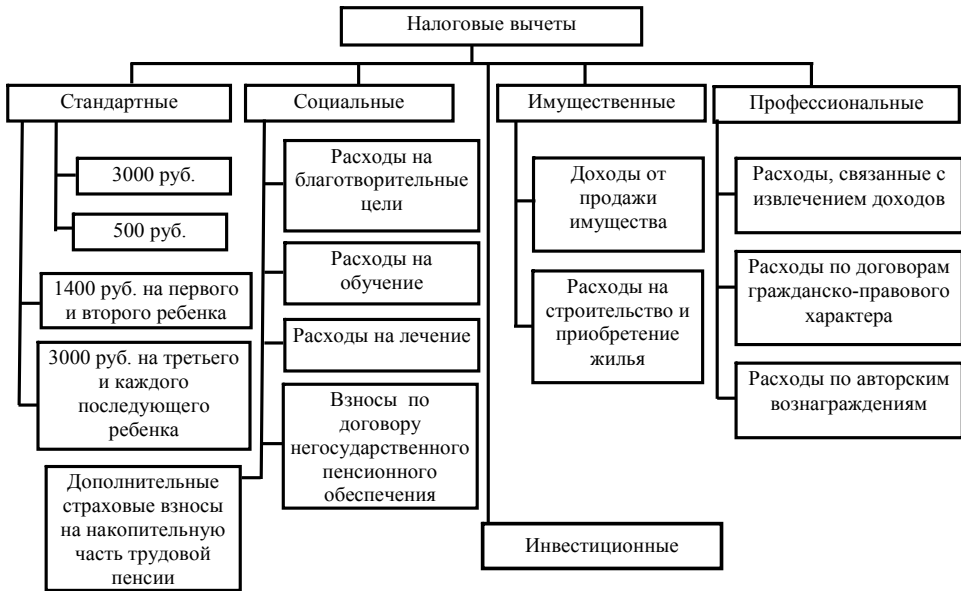 Налоговые вычеты
Стандартные
3000 руб.
500 руб.
1400 руб. на первого
и второго ребенка
3000 руб. на третьего
и каждого
последующего
ребенка
Социальные
Расходы на
благотворительные
цели
Расходы на
обучение
Расходы на лечение
Взносы по
договору
негосударственного
пенсионного
обеспечения
Дополнительные
страховые взносы
на накопительную
часть трудовой
пенсии
Инвестиционные
Имущественные
Доходы от
продажи
имущества
Расходы на
строительство и
приобретение
жилья
Профессиональные
Расходы, связанные с
извлечением доходов
Расходы по договорам
гражданско-правового
характера
Расходы по авторским
вознаграждениям